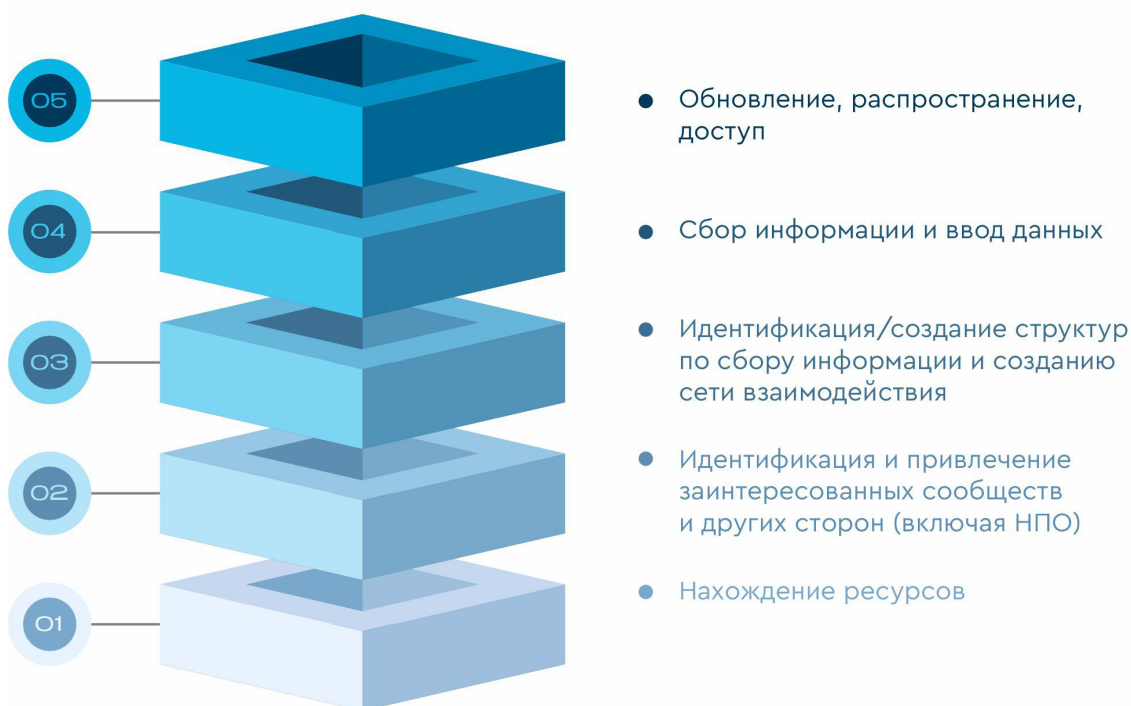 05
Обновление, распространение,
доступ
04
Сбор информации и ввод данных
03
Идентификация/создание структур
по сбору информации и созданию
сети взаимодействия
02
Идентификация и привлечение
заинтересованных сообществ
и других сторон (включая НПО)
01
Нахождение ресурсов